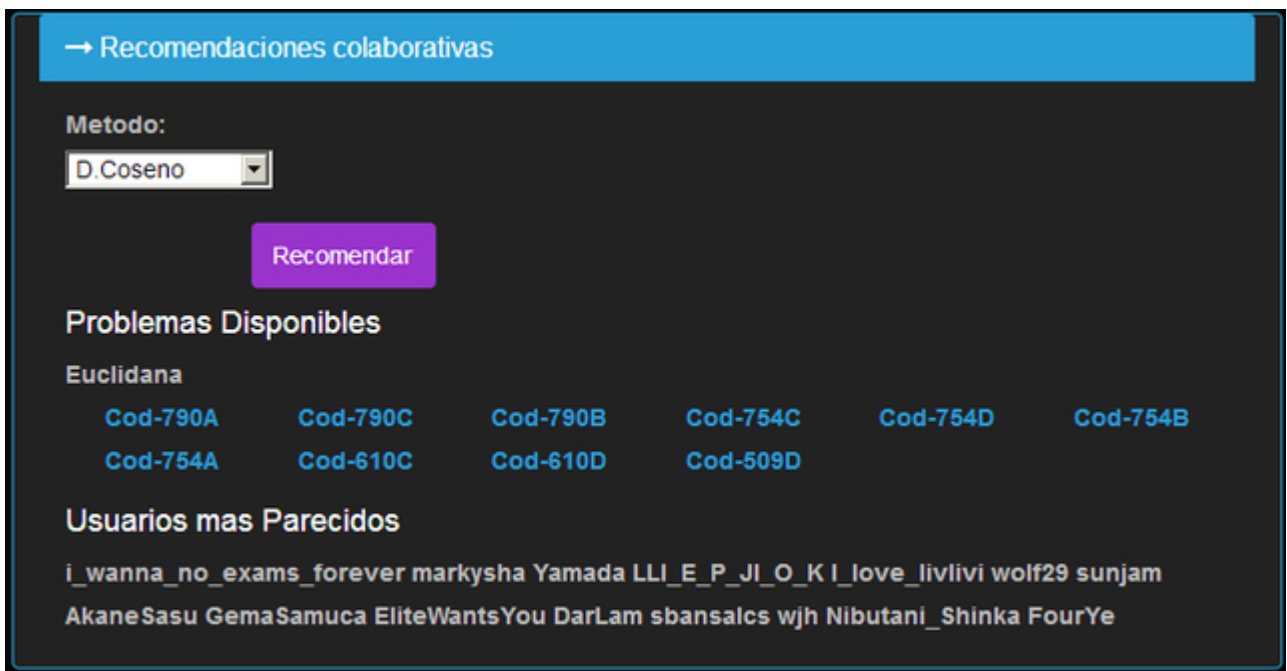 → Recomendaciones colaborativas
Metodo:
D.Coseno
Recomendar
Problemas Disponibles
Euclidana
Cod-790A Cod-790C Cod-790B Cod-754C Cod-754D Cod-754B
Cod-754A Cod-610C Cod-610D Cod-509D
Usuarios mas Parecidos
i_wanna_no_exams_forever markysha Yamada LLI_E_P_JI_O_K I_love_livlivi wolf29 sunjam
AkaneSasu GemaSamuca EliteWantsYou DarLam sbansalcs wjh Nibutani_Shinka FourYe